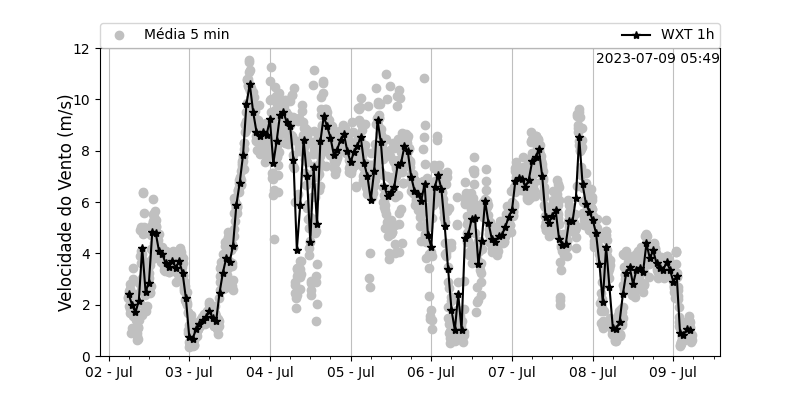 Média 5 min
WXT 1h
2023-07-09 05:49
Velocidade do Vento (m/s)
12
10
8
6
4
2
0
02 - Jul 03 - Jul 04 - Jul 05 - Jul 06 - Jul 07 - Jul 08 - Jul 09 - Jul